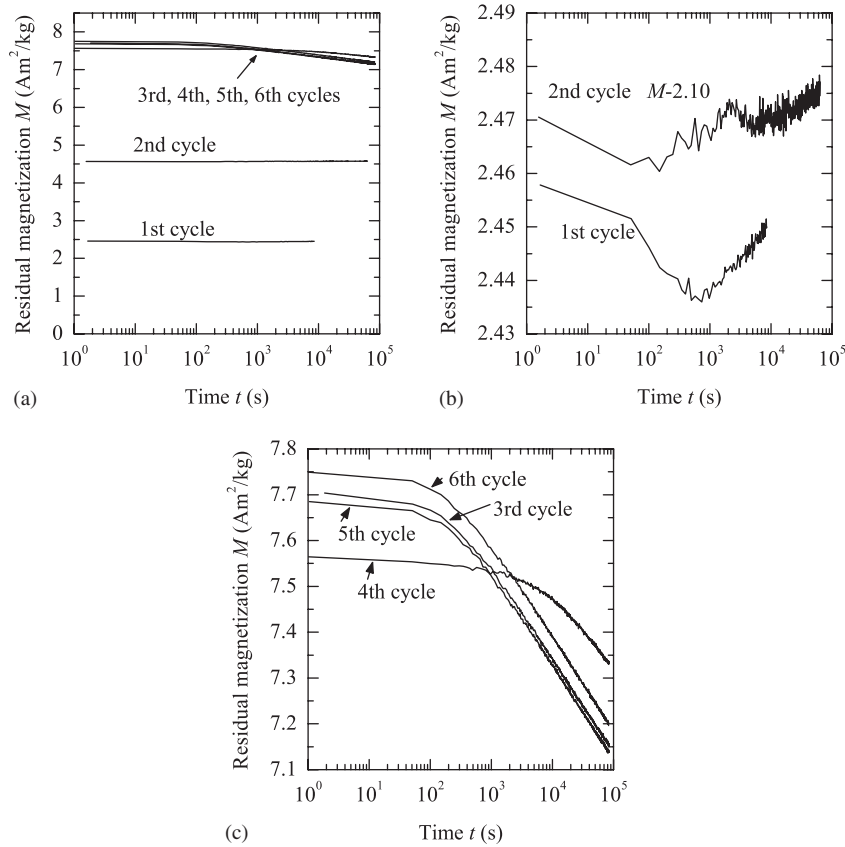 8
7
6
5
4
3
2
1
0
Residual magnetization M (Am²/kg)
3rd, 4th, 5th, 6th cycles
2nd cycle
1st cycle
10⁰ 10¹ 10² 10³ 10⁴ 10⁵
Time t (s)
(a)
2.49
2.48
2.47
2.46
2.45
2.44
2.43
Residual magnetization M (Am²/kg)
2nd cycle M-2.10
1st cycle
10⁰ 10¹ 10² 10³ 10⁴ 10⁵
Time t (s)
(b)
7.8
7.7
7.6
7.5
7.4
7.3
7.2
7.1
Residual magnetization M (Am²/kg)
6th cycle
3rd cycle
5th cycle
4th cycle
10⁰ 10¹ 10² 10³ 10⁴ 10⁵
Time t (s)
(c)